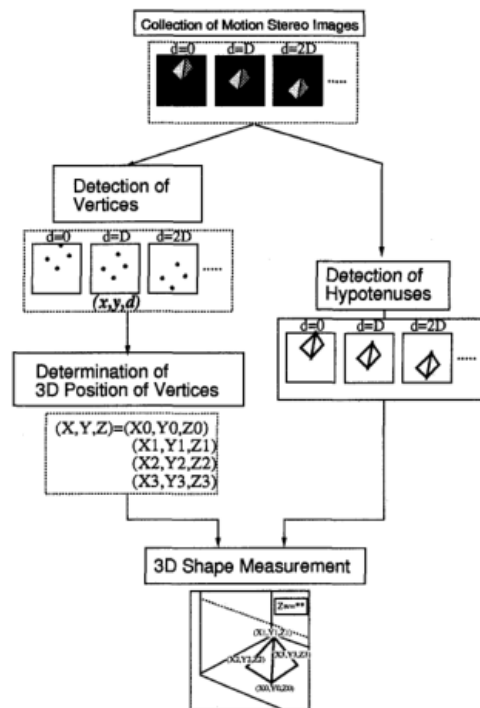 Collection of Motion Stereo Images
d=0 d=D d=2D
.....
Detection of
Vertices
d=0 d=D d=2D
.....
(x,y,d)
Detection of
Hypotenuses
d=0 d=D d=2D
.....
Determination of
3D Position of Vertices
(X,Y,Z)=(X0,Y0,Z0)
(X1,Y1,Z1)
(X2,Y2,Z2)
(X3,Y3,Z3)
3D Shape Measurement
(X1,Y1,Z1)
(X2,Y2,Z2) (X3,Y3,Z3)
(X0,Y0,Z0)